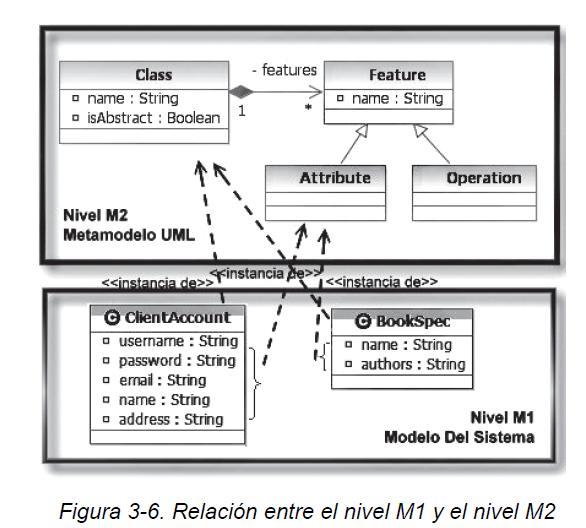 Class
name : String
isAbstract : Boolean
- features
1
*
Feature
name : String
Attribute
Operation
Nivel M2
Metamodelo UML
<<instancia de>>
<<instancia de>>
<<instancia de>>
C ClientAccount
username : String
password : String
email : String
name : String
address : String
C BookSpec
name : String
authors : String
Nivel M1
Modelo Del Sistema
Figura 3-6. Relación entre el nivel M1 y el nivel M2